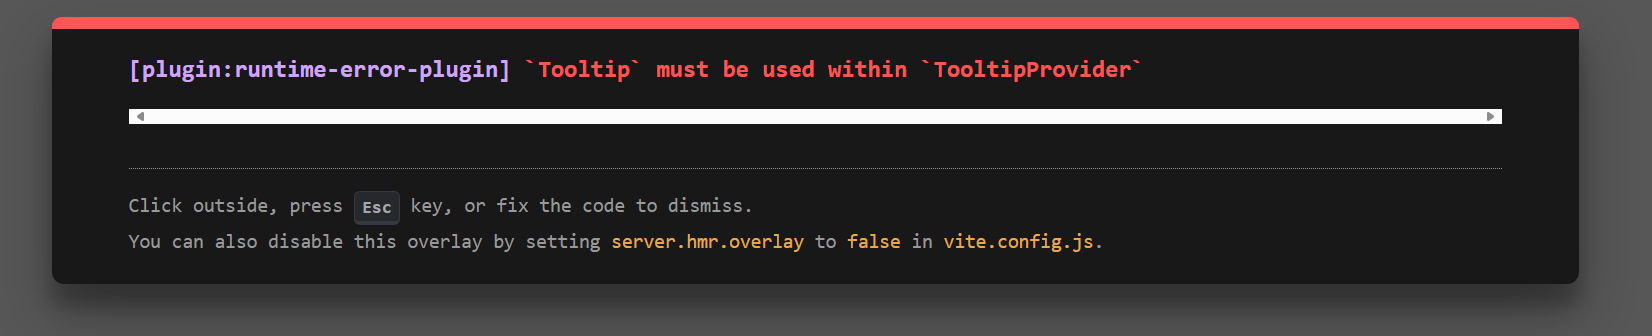 [plugin:runtime-error-plugin] `Tooltip` must be used within `TooltipProvider`
Click outside, press Esc key, or fix the code to dismiss.
You can also disable this overlay by setting server.hmr.overlay to false in vite.config.js.